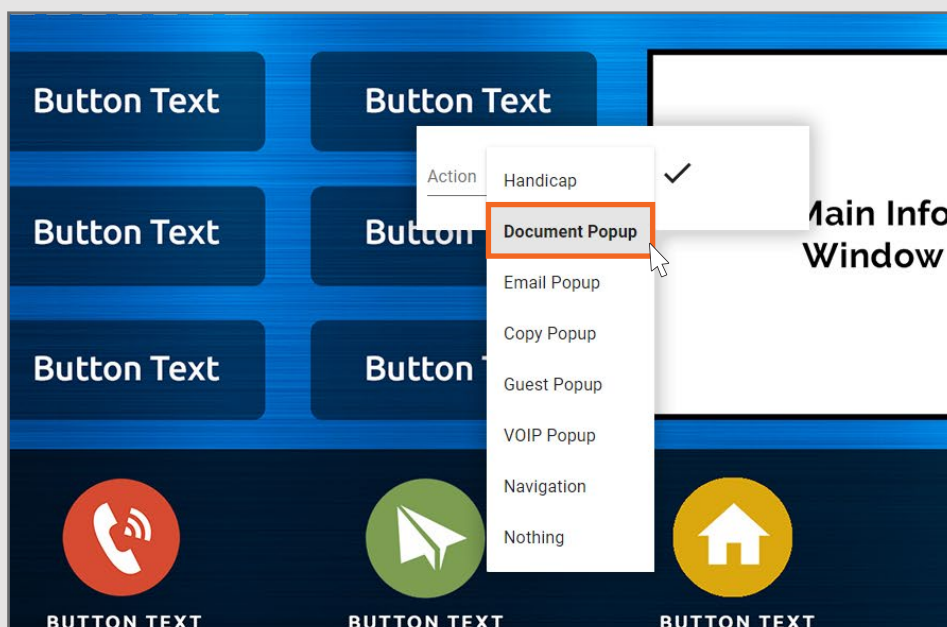 Button Text
Button Text
Action
Handicap
Document Popup
Email Popup
Copy Popup
Guest Popup
VOIP Popup
Navigation
Nothing
Main Info
Window
Button Text
Button
Button Text
Button
BUTTON TEXT
BUTTON TEXT
BUTTON TEXT